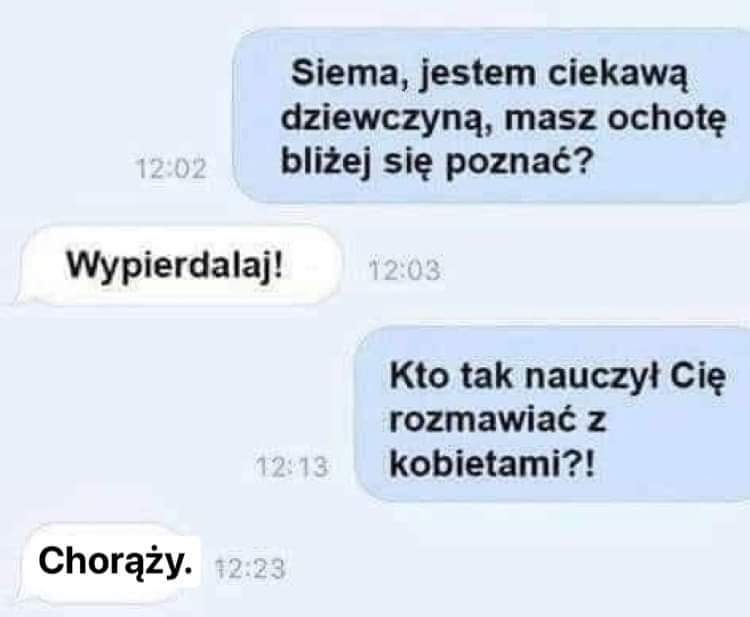 Siema, jestem ciekawą
dziewczyną, masz ochotę
bliżej się poznać?
12:02
Wypierdalaj!
12:03
Kto tak nauczył Cię
rozmawiać z
kobietami?!
12:13
Chorąży.
12:23